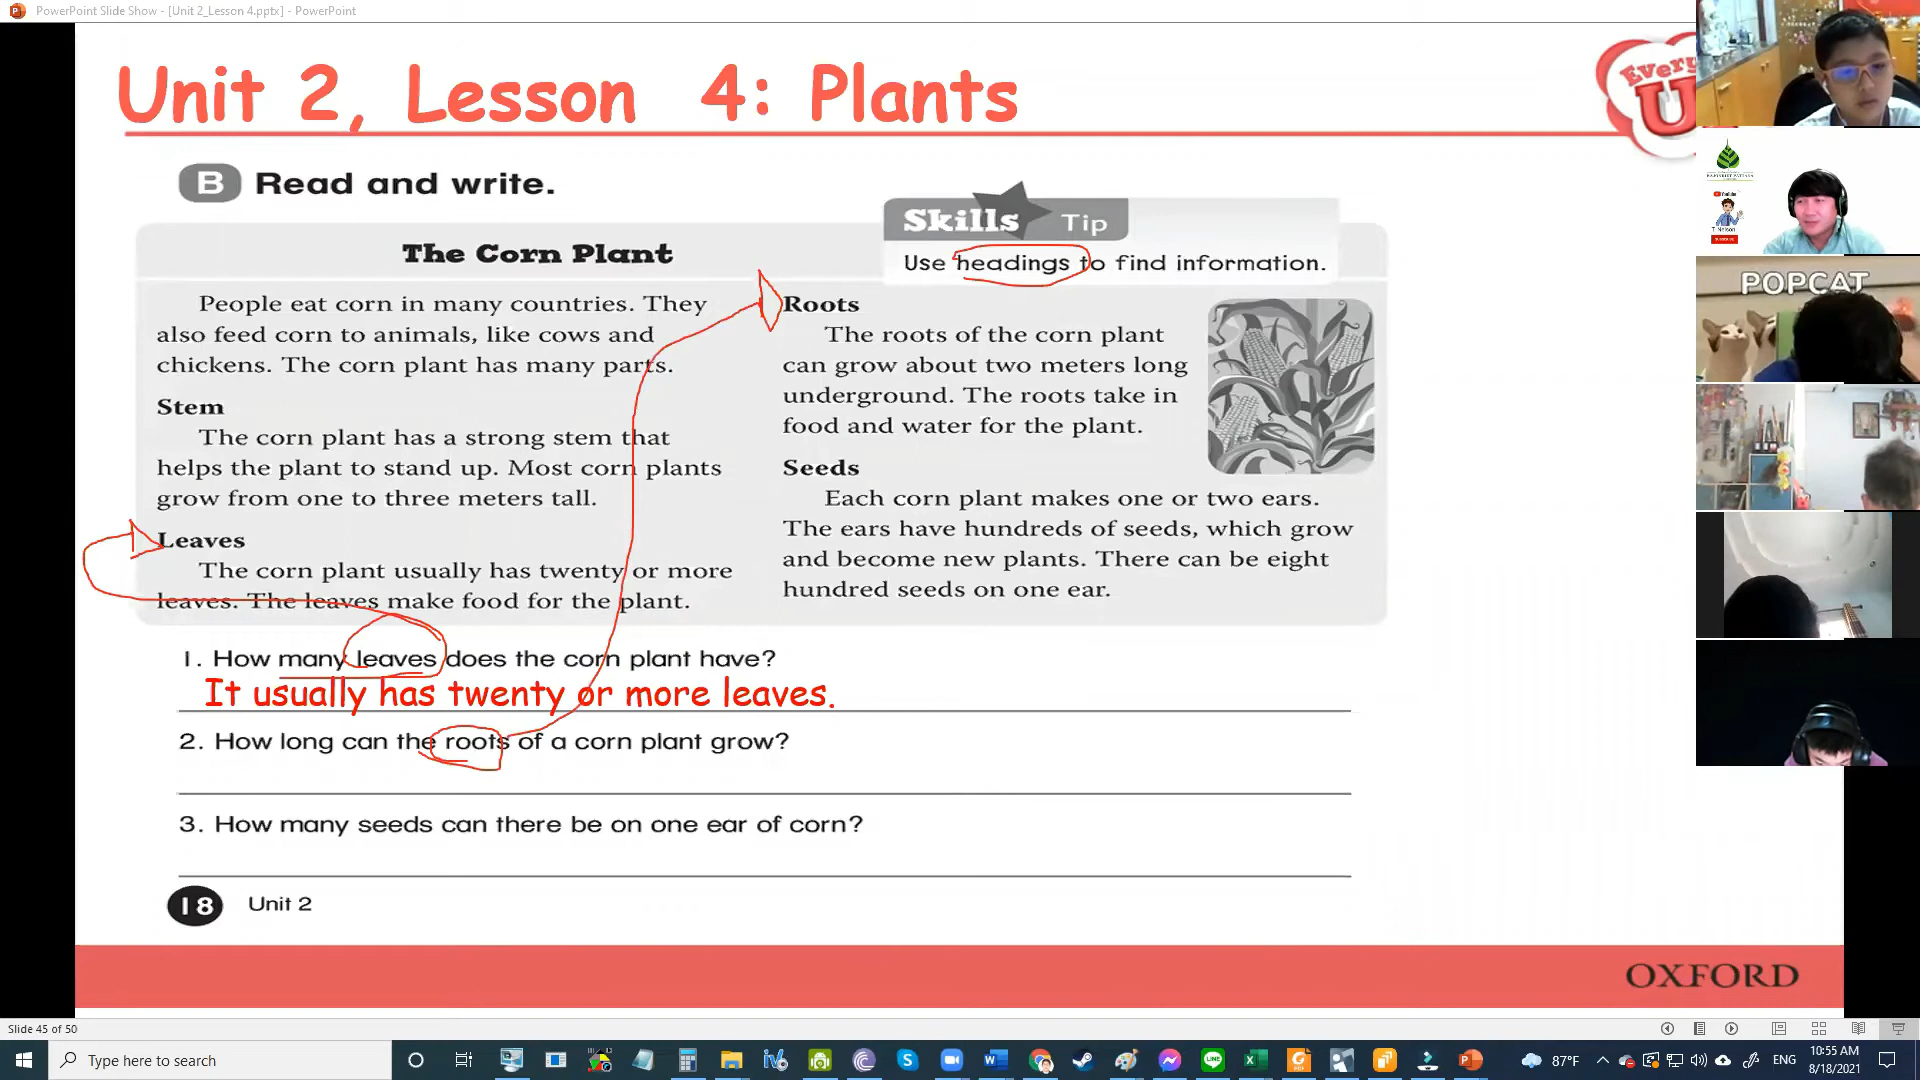 PowerPoint Slide Show - [Unit 2_Lesson 4.pptx] - PowerPoint
Unit 2, Lesson 4: Plants
Every
U
B Read and write.
Skills Tip
Use headings to find information.
The Corn Plant
People eat corn in many countries. They
also feed corn to animals, like cows and
chickens. The corn plant has many parts.
Stem
The corn plant has a strong stem that
helps the plant to stand up. Most corn plants
grow from one to three meters tall.
Leaves
The corn plant usually has twenty or more
leaves. The leaves make food for the plant.
Roots
The roots of the corn plant
can grow about two meters long
underground. The roots take in
food and water for the plant.
Seeds
Each corn plant makes one or two ears.
The ears have hundreds of seeds, which grow
and become new plants. There can be eight
hundred seeds on one ear.
1. How many leaves does the corn plant have?
It usually has twenty or more leaves.
2. How long can the roots of a corn plant grow?
3. How many seeds can there be on one ear of corn?
18 Unit 2
OXFORD
POPCAT
YouTube
T. Nelson
SUBSCRIBE
Slide 45 of 50
Type here to search
87°F
ENG
10:55 AM
8/18/2021